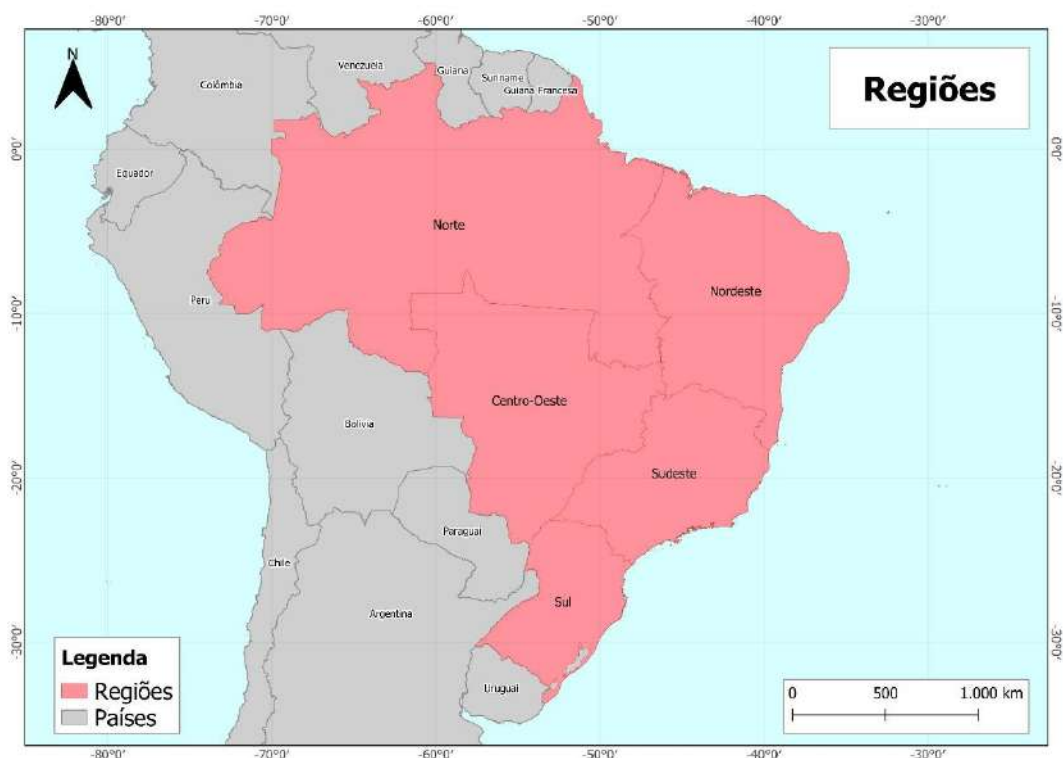 -80°0' -70°0' -60°0' -50°0' -40°0' -30°0'
N
Regiões
Venezuela
Guiana
Suriname
Guiana Francesa
Colômbia
0°0' 0°0'
Equador
Norte
Nordeste
Peru
-10°0' -10°0'
Centro-Oeste
Bolívia
Sudeste
-20°0' -20°0'
Paraguai
Chile
Sul
Argentina
-30°0' -30°0'
Uruguai
Legenda
Regiões
Países
0 500 1.000 km
-80°0' -70°0' -60°0' -50°0' -40°0' -30°0'